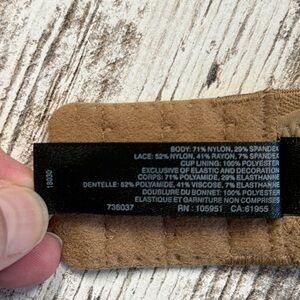 BODY: 71% NYLON, 29% SPANDEX
LACE: 52% NYLON, 41% RAYON, 7% SPANDEX
CUP LINING: 100% POLYESTER
EXCLUSIVE OF ELASTIC AND DECORATION
CORPS: 71% POLYAMIDE, 29% ELASTHANNE
DENTELLE: 52% POLYAMIDE, 41% VISCOSE, 7% ELASTHANNE
DOUBLURE DU BONNET: 100% POLYESTER
ELASTIQUE ET GARNITURE NON COMPRISES
736037 RN: 105951 CA: 61955
18030